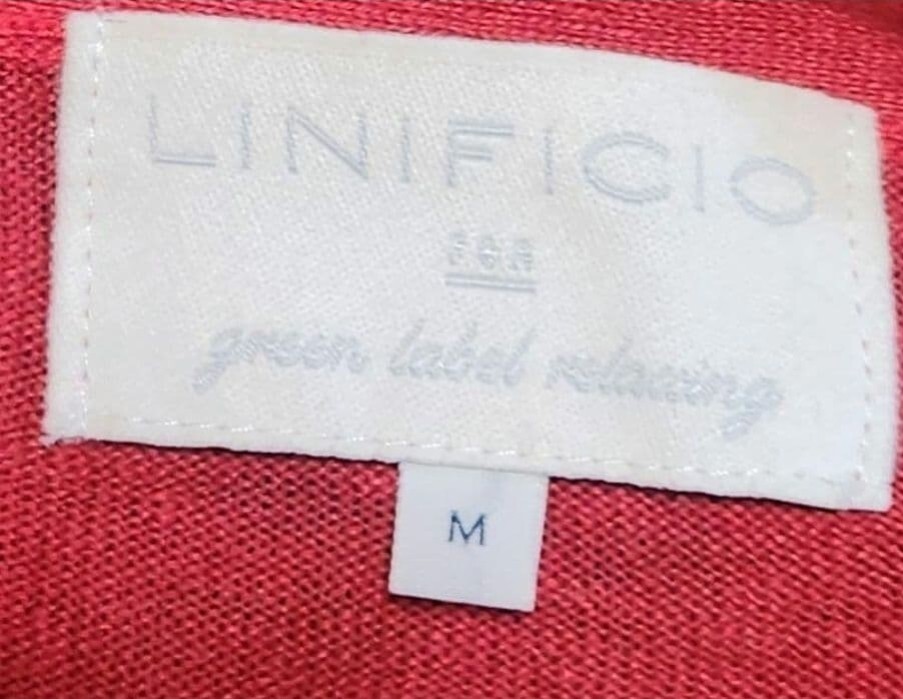 LINIFICIO
FOR
green label relaxing
M